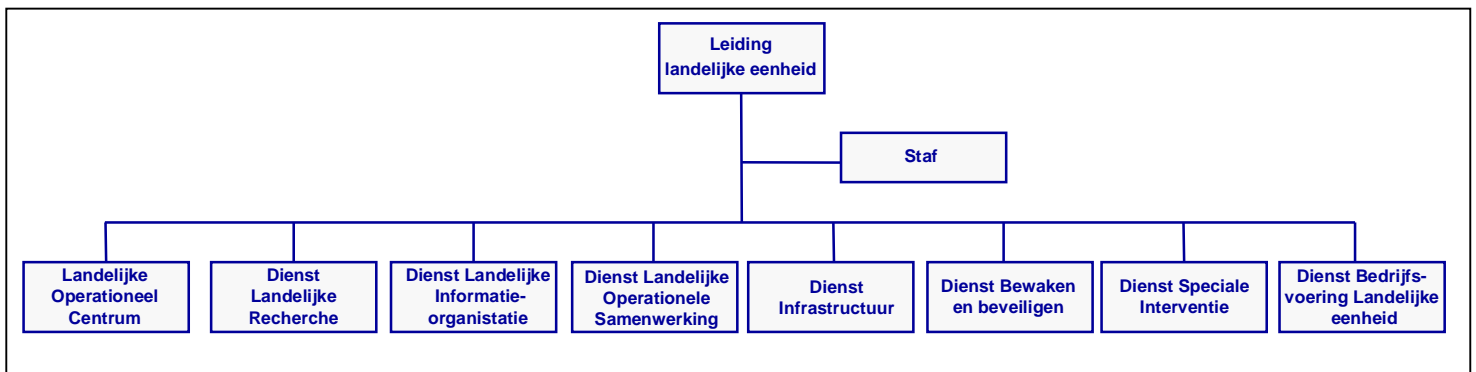 Leiding
landelijke eenheid
Staf
Landelijke
Operationeel
Centrum
Dienst
Landelijke
Recherche
Dienst Landelijke
Informatie-
organistatie
Dienst Landelijke
Operationele
Samenwerking
Dienst
Infrastructuur
Dienst Bewaken
en beveiligen
Dienst Speciale
Interventie
Dienst Bedrijfs-
voering Landelijke
eenheid